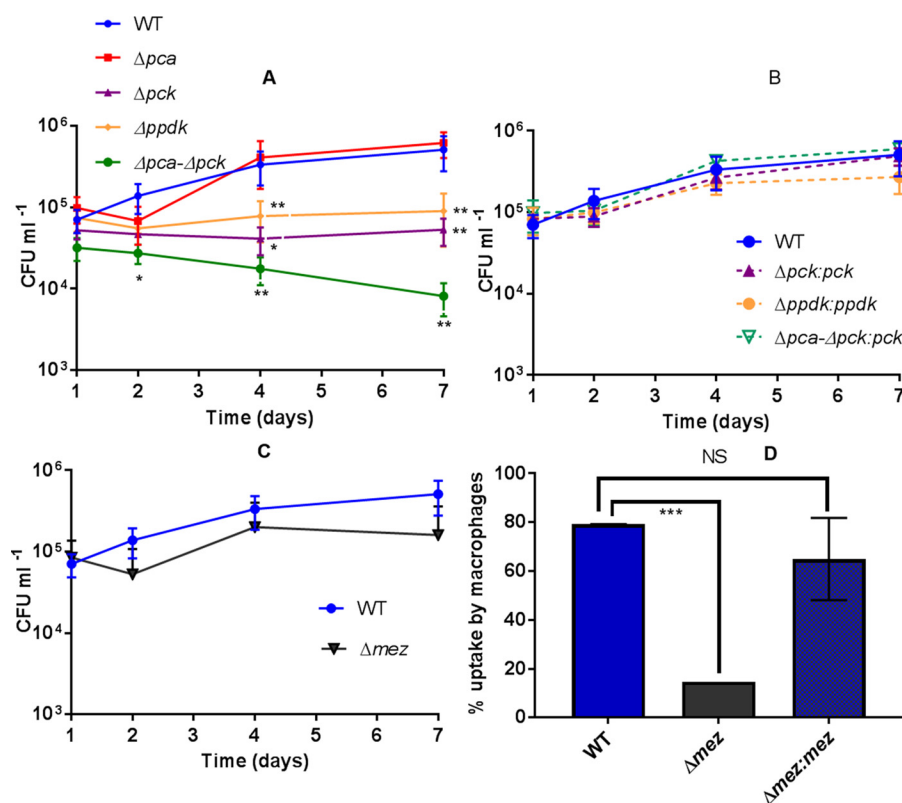 WT
Δpca
Δpck
Δppdk
Δpca-Δpck
A
CFU ml⁻¹
10⁶
10⁵
10⁴
10³
**
**
**
*
*
**
**
1 2 3 4 5 6 7
Time (days)
B
CFU ml⁻¹
10⁶
10⁵
10⁴
10³
WT
Δpck:pck
Δppdk:ppdk
Δpca-Δpck:pck
1 2 3 4 5 6 7
Time (days)
C
CFU ml⁻¹
10⁶
10⁵
10⁴
10³
WT
Δmez
1 2 3 4 5 6 7
Time (days)
NS D
***
% uptake by macrophages
100
80
60
40
20
0
WT
Δmez
Δmez:mez